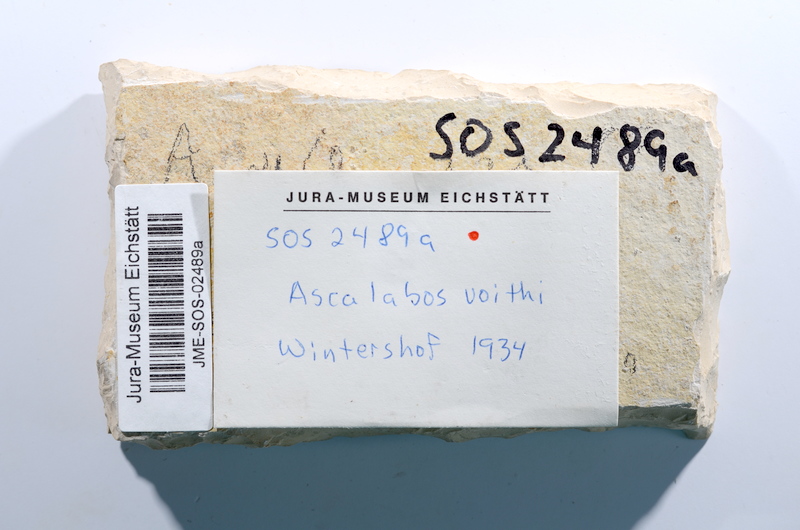 SOS 2489a
JURA-MUSEUM EICHSTÄTT
SOS 2489a
Ascalabos voithi
Wintershof 1934
Jura-Museum Eichstätt
JME-SOS-02489a